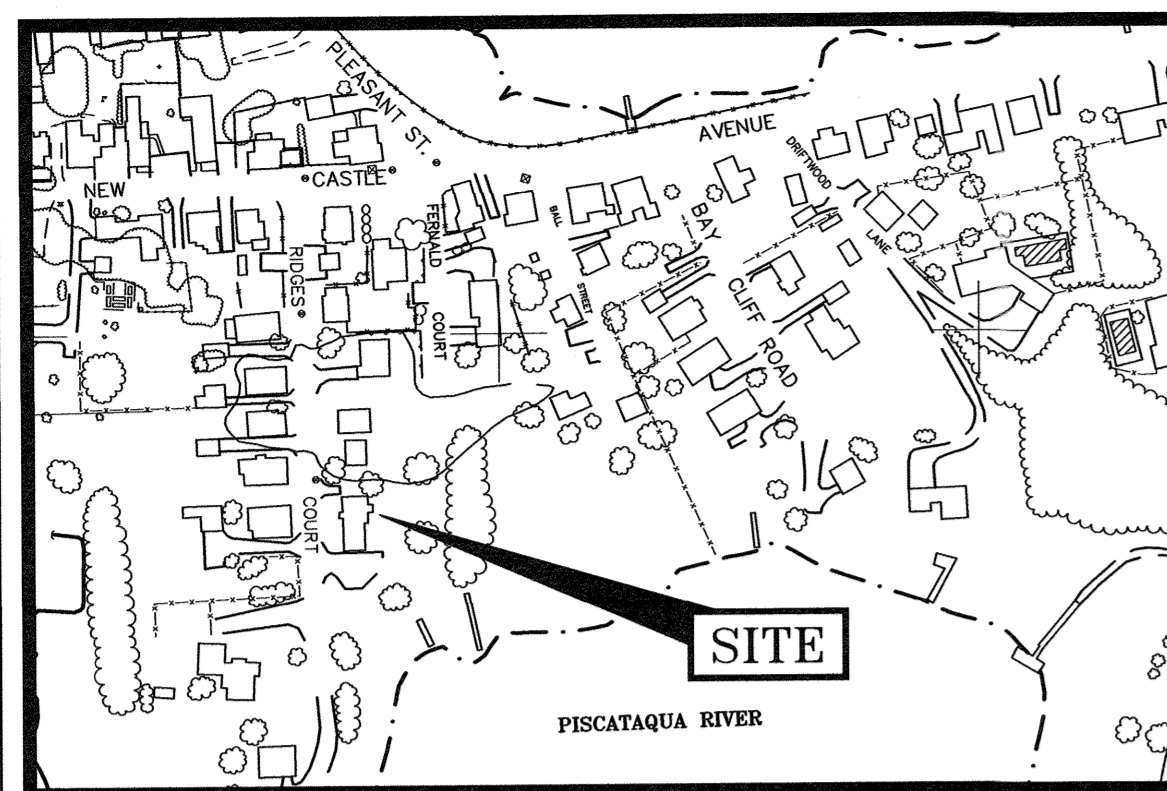 PLEASANT ST.
AVENUE
NEW
CASTLE
DRIFTWOOD
LANE
FERNALD
COURT
BALL
STREET
BAY
CLIFF
ROAD
RIDGES
COURT
SITE
PISCATAQUA RIVER